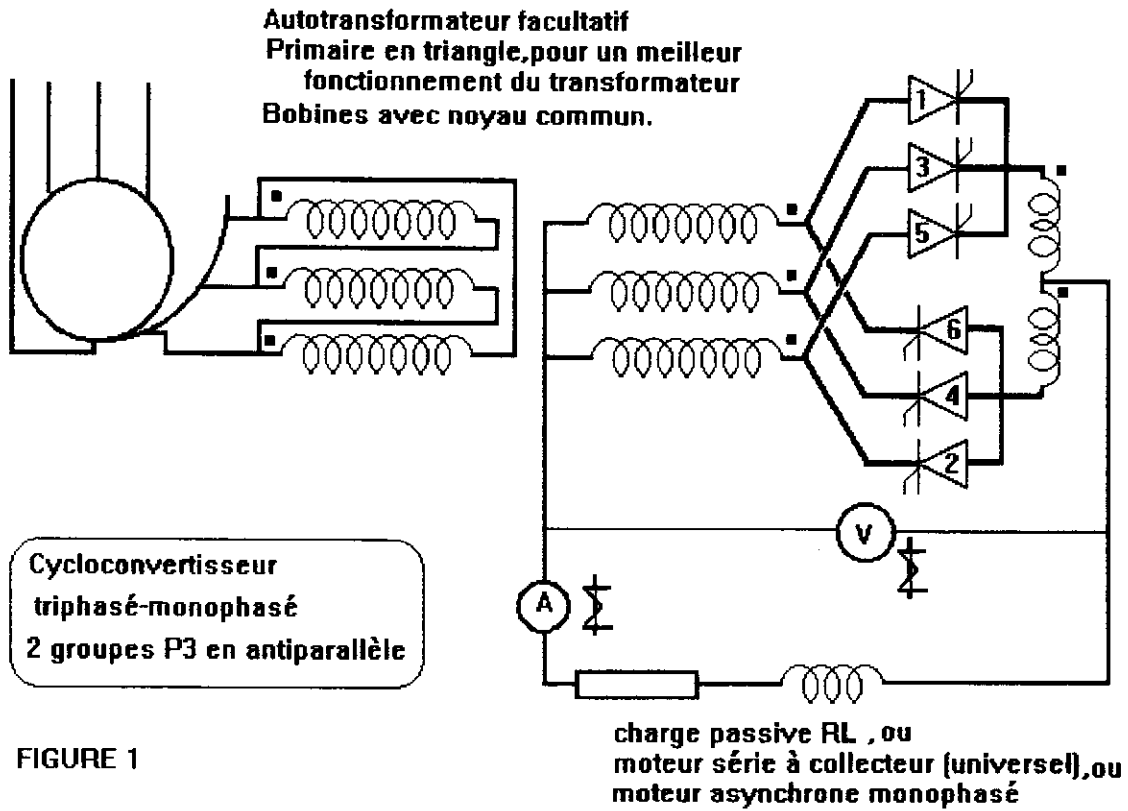 Autotransformateur facultatif
Primaire en triangle,pour un meilleur
fonctionnement du transformateur
Bobines avec noyau commun.
1
3
5
6
4
2
V
A
Cycloconvertisseur
triphasé-monophasé
2 groupes P3 en antiparallèle
FIGURE 1
charge passive RL , ou
moteur série à collecteur (universel),ou
moteur asynchrone monophasé